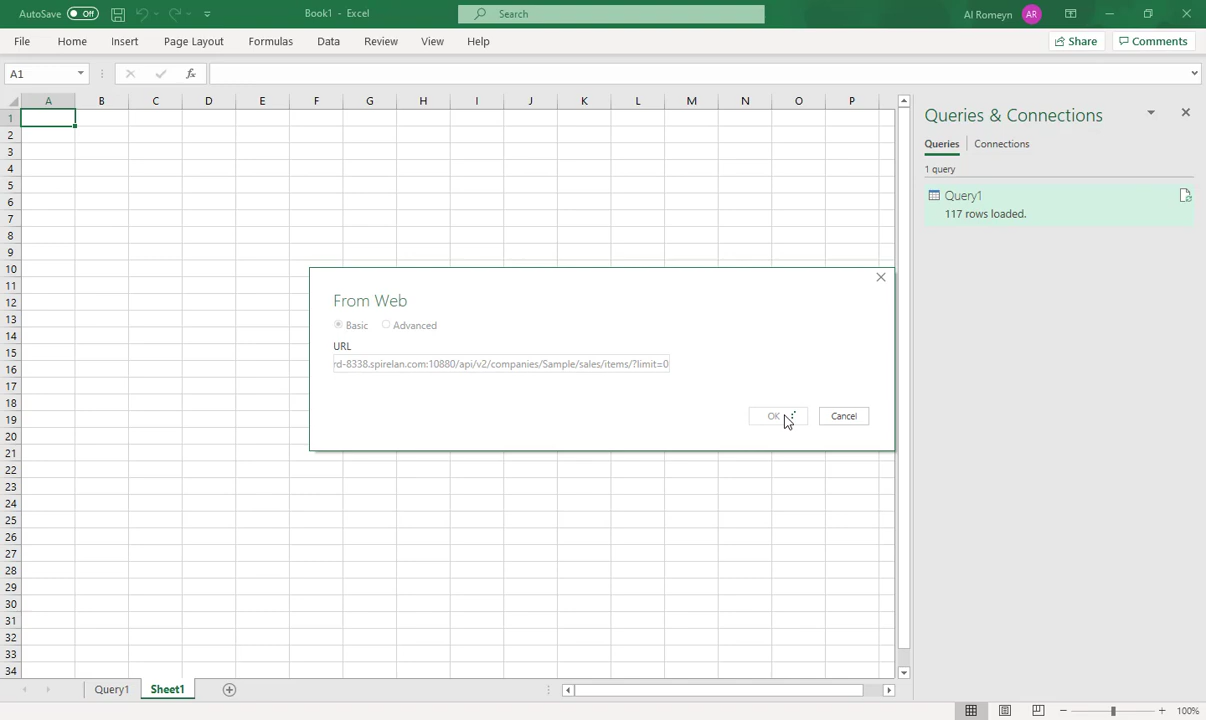 AutoSave Off Book1 - Excel Search Al Romeyn AR
File Home Insert Page Layout Formulas Data Review View Help Share Comments
A1 fx
A B C D E F G H I J K L M N O P
Queries & Connections
Queries Connections
1 query
Query1
117 rows loaded.
1
2
3
4
5
6
7
8
9
10
11
12
13
14
15
16
17
18
19
20
21
22
23
24
25
26
27
28
29
30
31
32
33
34
From Web
Basic Advanced
URL
rd-8338.spirelan.com:10880/api/v2/companies/Sample/sales/items/?limit=0
OK Cancel
Query1 Sheet1
100%